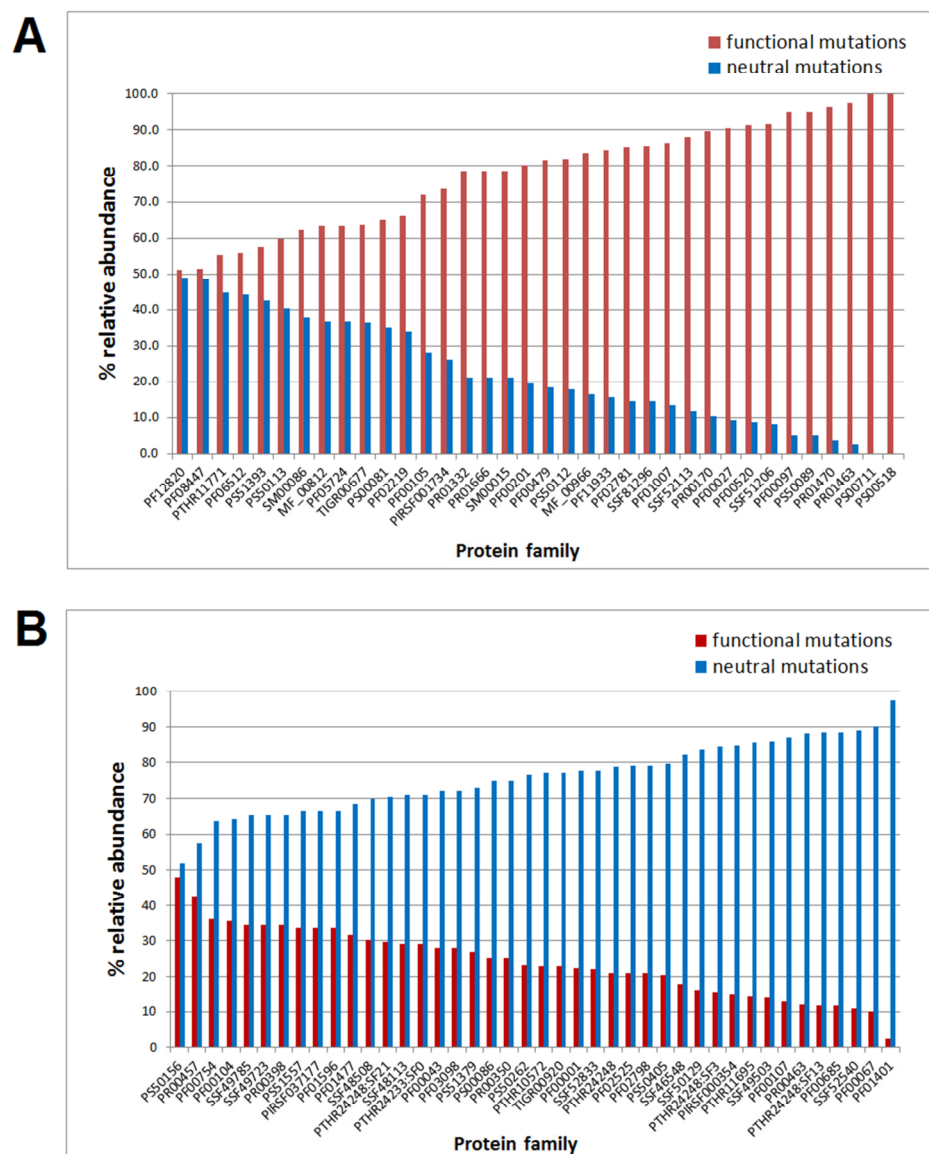 A
functional mutations
neutral mutations
100.0
90.0
80.0
70.0
60.0
50.0
40.0
30.0
20.0
10.0
0.0
% relative abundance
PF12820
PF08447
PTHR11771
PF06512
PS51393
PS50113
SM00086
MF_00812
PF05724
TIGR00677
PS00081
PF02219
PF00105
PIRSF001734
PR01332
PR01666
SM00015
PF00201
PF00479
PS50112
MF_00966
PF11933
PF02781
SSF81296
PF01007
SSF52113
PR00170
PF00027
PF00520
SSF51206
PF00097
PS50089
PR01470
PR01463
PS00711
PS00518
Protein family
B
functional mutations
neutral mutations
100
90
80
70
60
50
40
30
20
10
0
% relative abundance
PS50156
PR00457
PF00754
PF00104
SSF49785
SSF49723
PR00398
PS51557
PIRSF037177
PF01596
PF01477
SSF48508
PTHR24248:SF21
SSF48113
PTHR24233:SF0
PF00043
PF03098
PS51379
PS00086
PR00350
PS50262
PTHR10572
TIGR00920
PF00001
SSF52833
PTHR24248
PF02525
PF02798
PS50405
SSF46548
SSF50129
PTHR24248:SF3
PIRSF000354
PTHR11695
SSF49503
PF00107
PR00463
PTHR24248:SF13
PF00685
SSF52540
PF00067
PF01401
Protein family